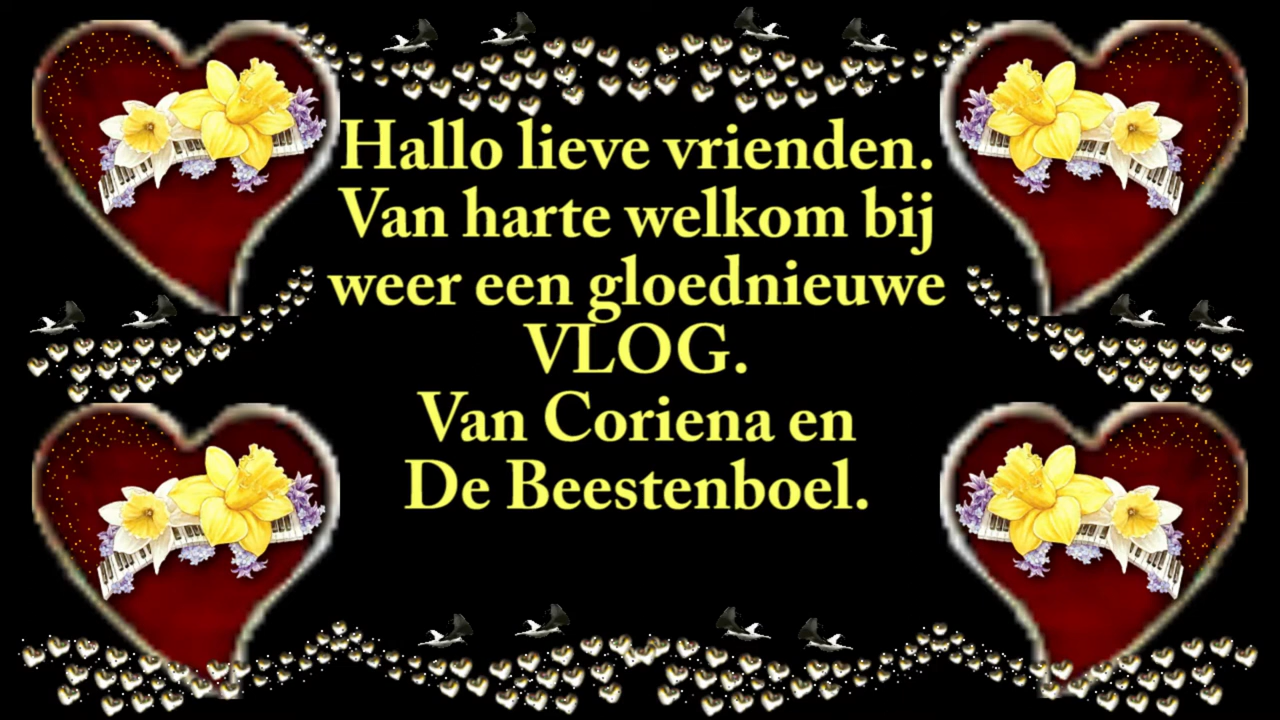 Hallo lieve vrienden.
Van harte welkom bij
weer een gloednieuwe
VLOG.
Van Coriena en
De Beestenboel.